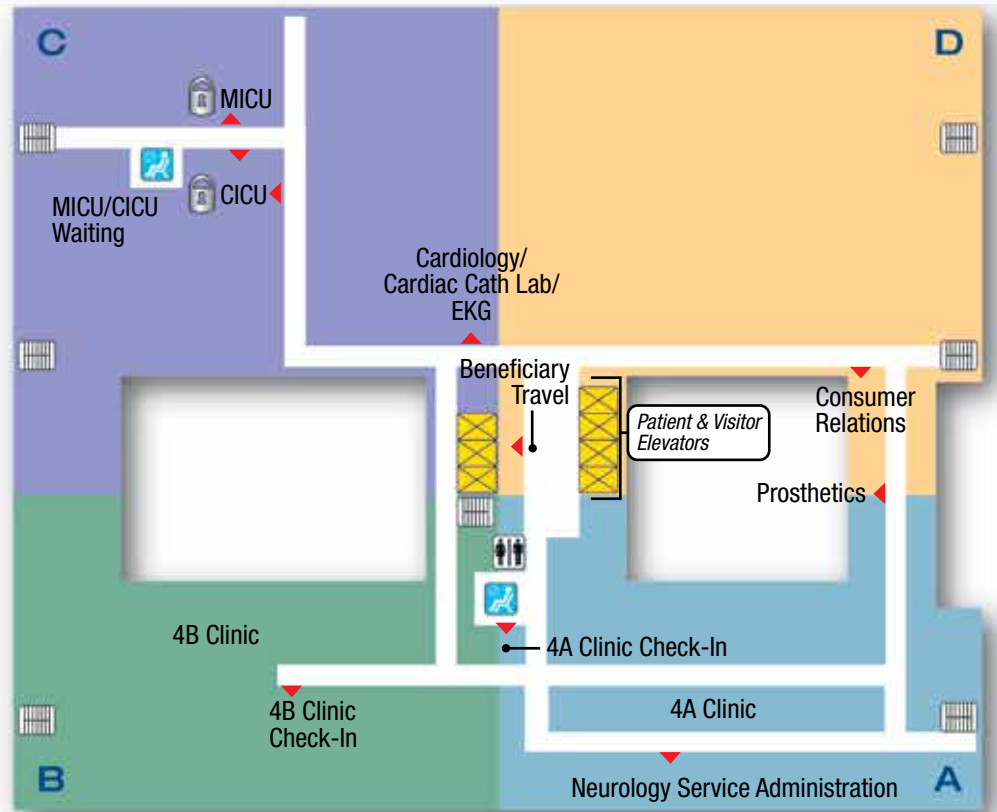 C
D
MICU
CICU
MICU/CICU
Waiting
Cardiology/
Cardiac Cath Lab/
EKG
Beneficiary
Travel
Patient & Visitor
Elevators
Consumer
Relations
Prosthetics
4B Clinic
4A Clinic Check-In
4B Clinic
Check-In
4A Clinic
Neurology Service Administration
B
A